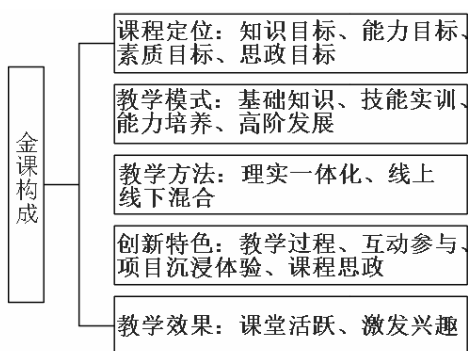 金课构成
课程定位：知识目标、能力目标、
素质目标、思政目标
教学模式：基础知识、技能实训、
能力培养、高阶发展
教学方法：理实一体化、线上
线下混合
创新特色：教学过程、互动参与、
项目沉浸体验、课程思政
教学效果：课堂活跃、激发兴趣